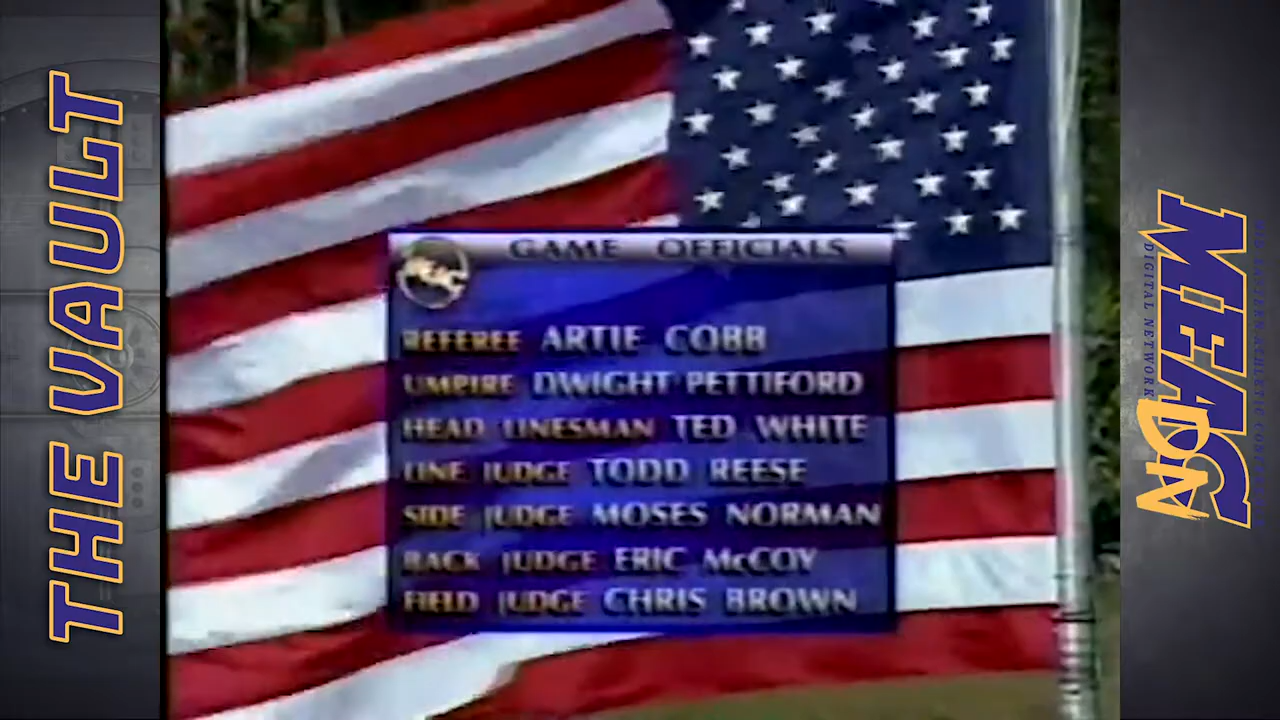 THE VAULT
GAME OFFICIALS
REFEREE ARTIE COBB
UMPIRE DWIGHT PETTIFORD
HEAD LINESMAN TED WHITE
LINE JUDGE TODD REESE
SIDE JUDGE MOSES NORMAN
BACK JUDGE ERIC McCOY
FIELD JUDGE CHRIS BROWN
MEAC
DIGITAL NETWORK